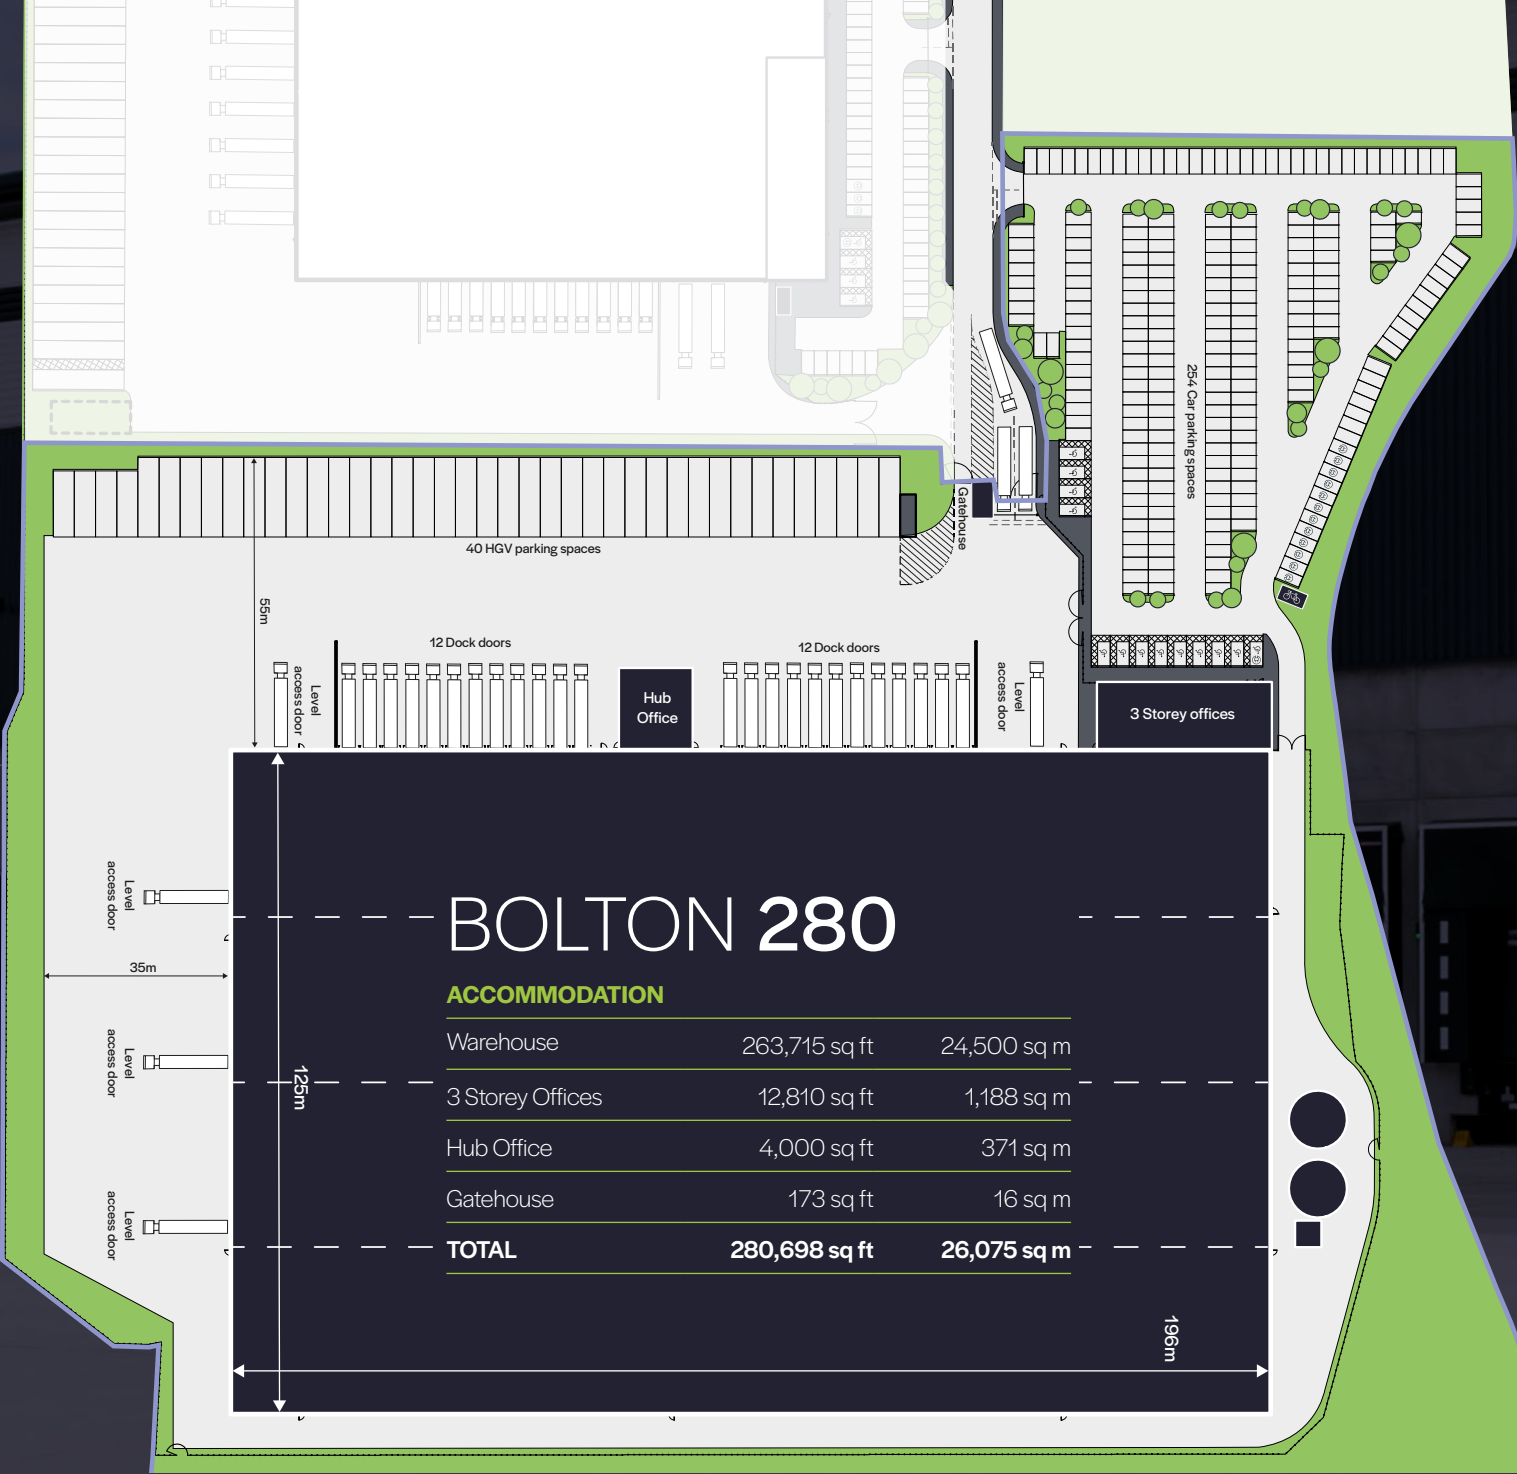 254 Car parking spaces
Gatehouse
40 HGV parking spaces
55m
12 Dock doors
12 Dock doors
Level
access door
Hub
Office
Level
access door
3 Storey offices
Level
access door
35m
Level
access door
Level
access door
125m
BOLTON 280
ACCOMMODATION
Warehouse 263,715 sq ft 24,500 sq m
3 Storey Offices 12,810 sq ft 1,188 sq m
Hub Office 4,000 sq ft 371 sq m
Gatehouse 173 sq ft 16 sq m
TOTAL 280,698 sq ft 26,075 sq m
196m